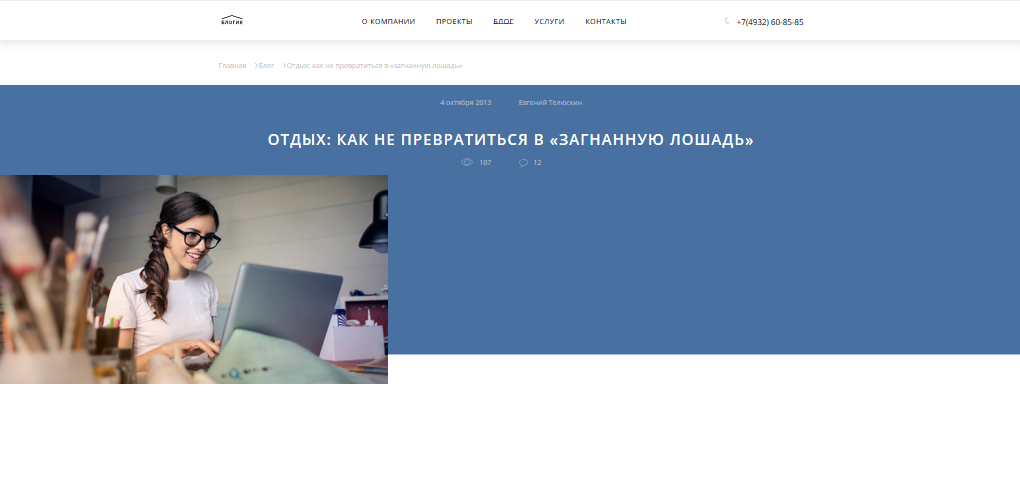 БЛОГИК
О КОМПАНИИ ПРОЕКТЫ БЛОГ УСЛУГИ КОНТАКТЫ
+7(4932) 60-85-85
Главная >Блог >Отдых: как не превратиться в «загнанную лошадь»
4 октября 2013 Евгений Телюскин
ОТДЫХ: КАК НЕ ПРЕВРАТИТЬСЯ В «ЗАГНАННУЮ ЛОШАДЬ»
107 12